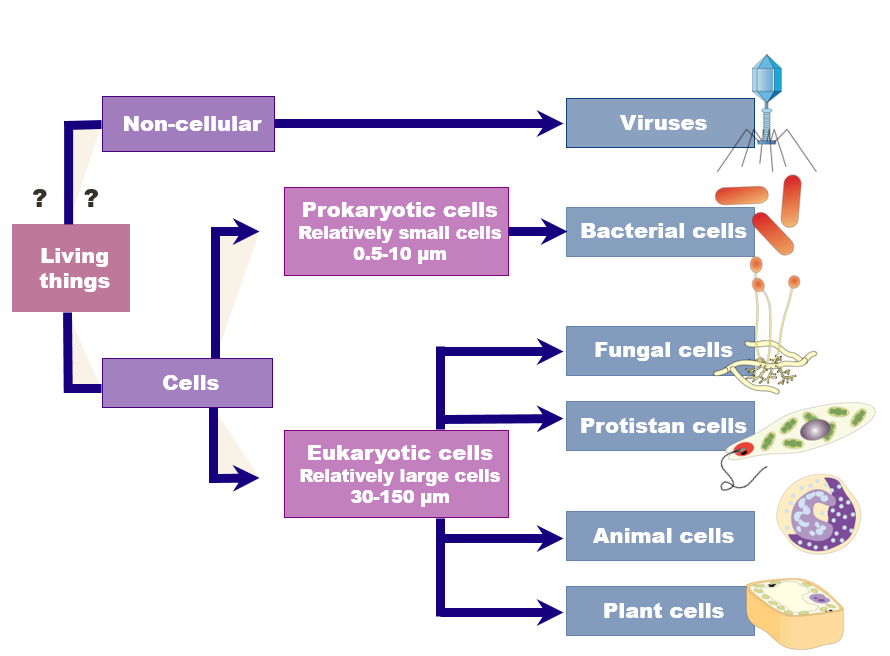 Non-cellular
Viruses
? ?
Living
things
Prokaryotic cells
Relatively small cells
0.5-10 µm
Bacterial cells
Cells
Fungal cells
Protistan cells
Eukaryotic cells
Relatively large cells
30-150 µm
Animal cells
Plant cells